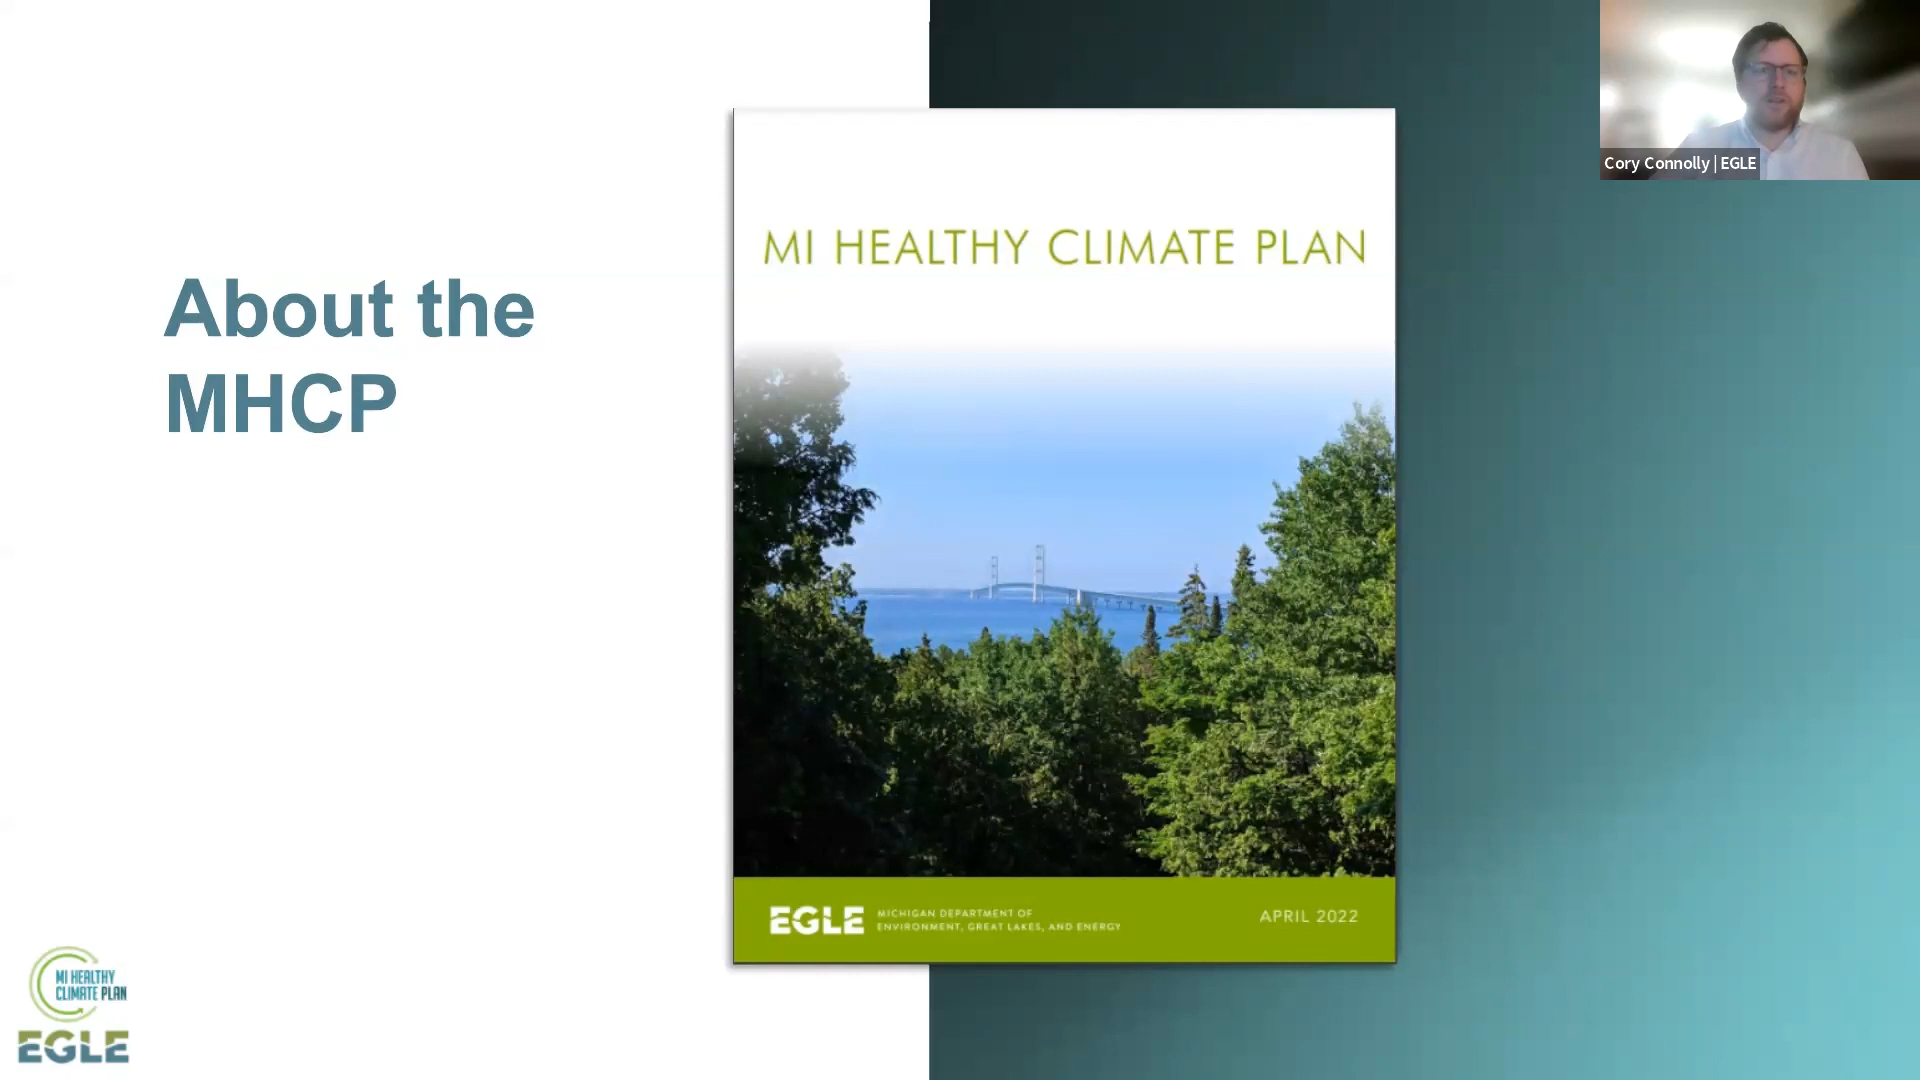 Cory Connolly | EGLE
About the
MHCP
MI HEALTHY CLIMATE PLAN
EGLE
MICHIGAN DEPARTMENT OF
ENVIRONMENT, GREAT LAKES, AND ENERGY
APRIL 2022
MI HEALTHY
CLIMATE PLAN
EGLE